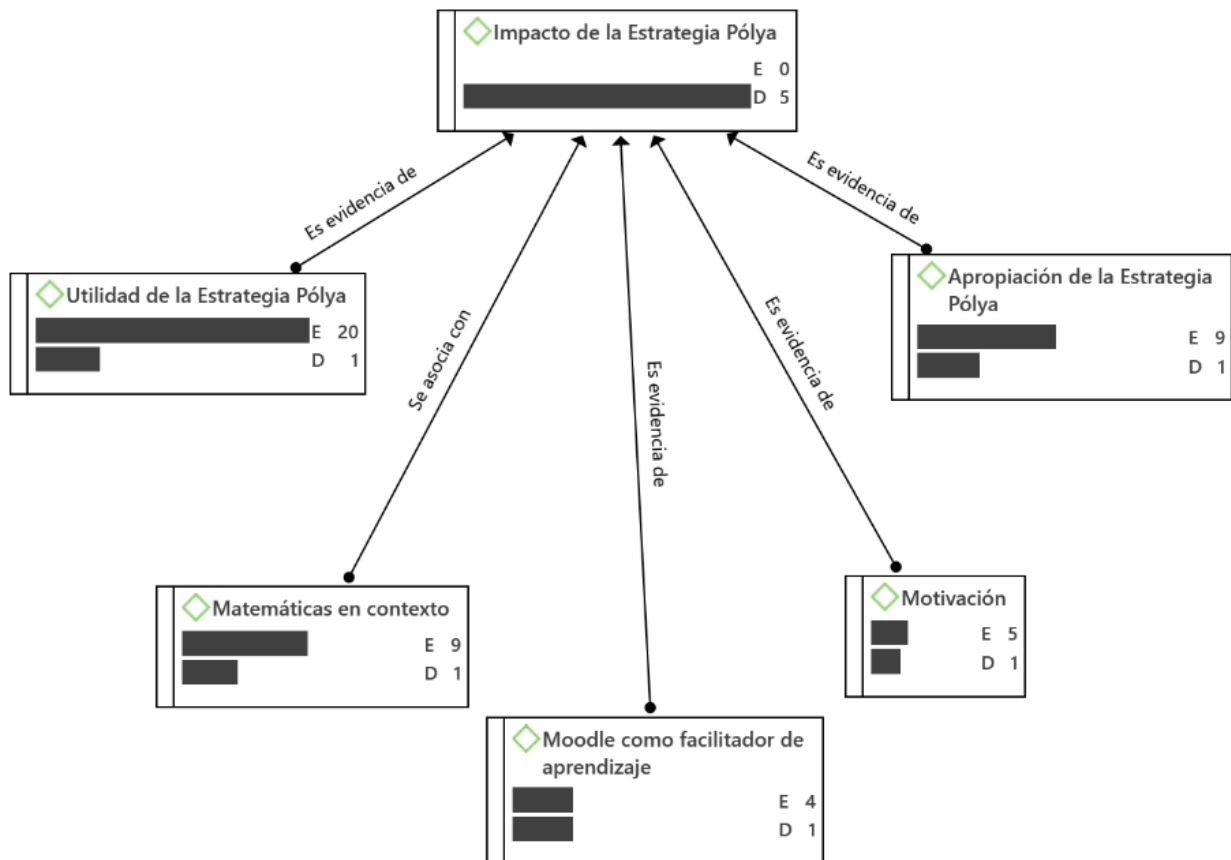 Impacto de la Estrategia Pólya
E 0
D 5
Es evidencia de
Es evidencia de
Utilidad de la Estrategia Pólya
E 20
D 1
Apropiación de la Estrategia
Pólya
E 9
D 1
Se asocia con
Es evidencia de
Es evidencia de
Matemáticas en contexto
E 9
D 1
Motivación
E 5
D 1
Moodle como facilitador de
aprendizaje
E 4
D 1